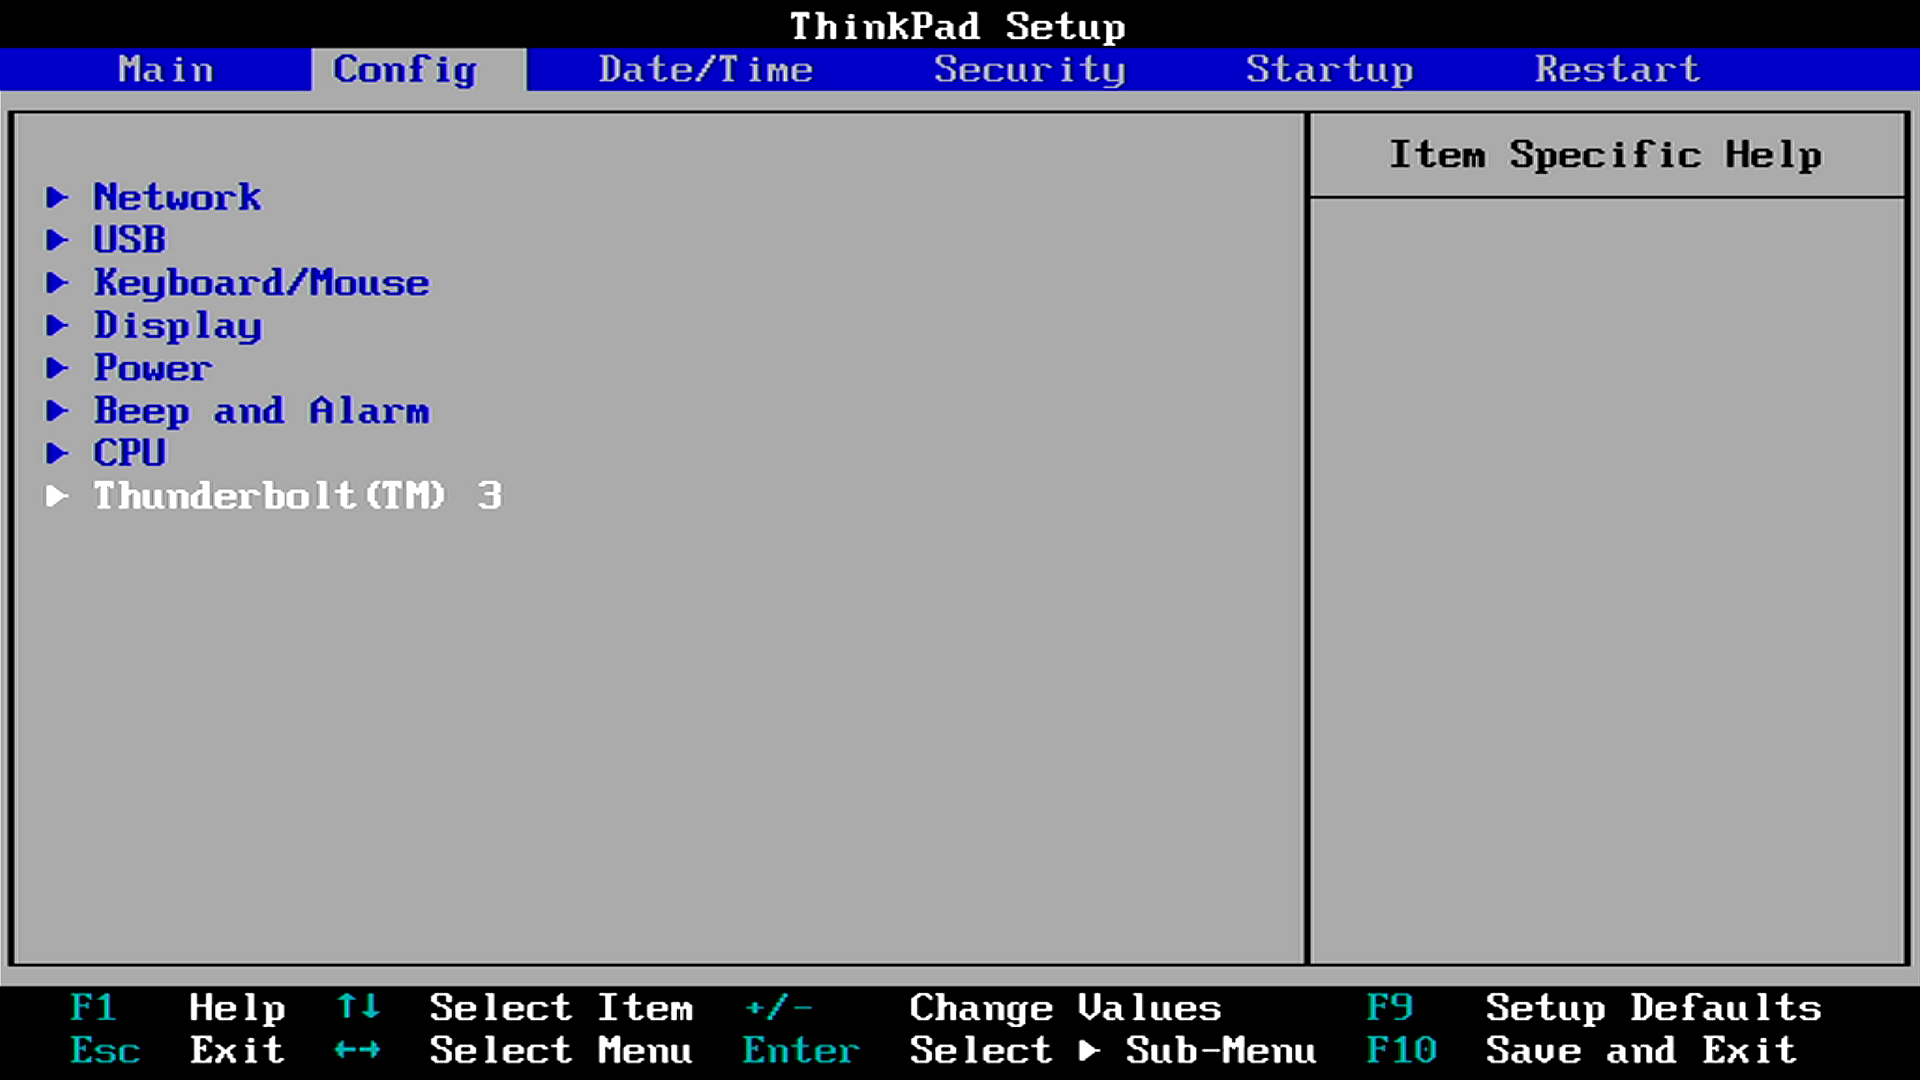 ThinkPad Setup
Main Config Date/Time Security Startup Restart
Item Specific Help
Network
USB
Keyboard/Mouse
Display
Power
Beep and Alarm
CPU
Thunderbolt(TM) 3
F1 Help ↑↓ Select Item +/- Change Values F9 Setup Defaults
Esc Exit ←→ Select Menu Enter Select ▶ Sub-Menu F10 Save and Exit